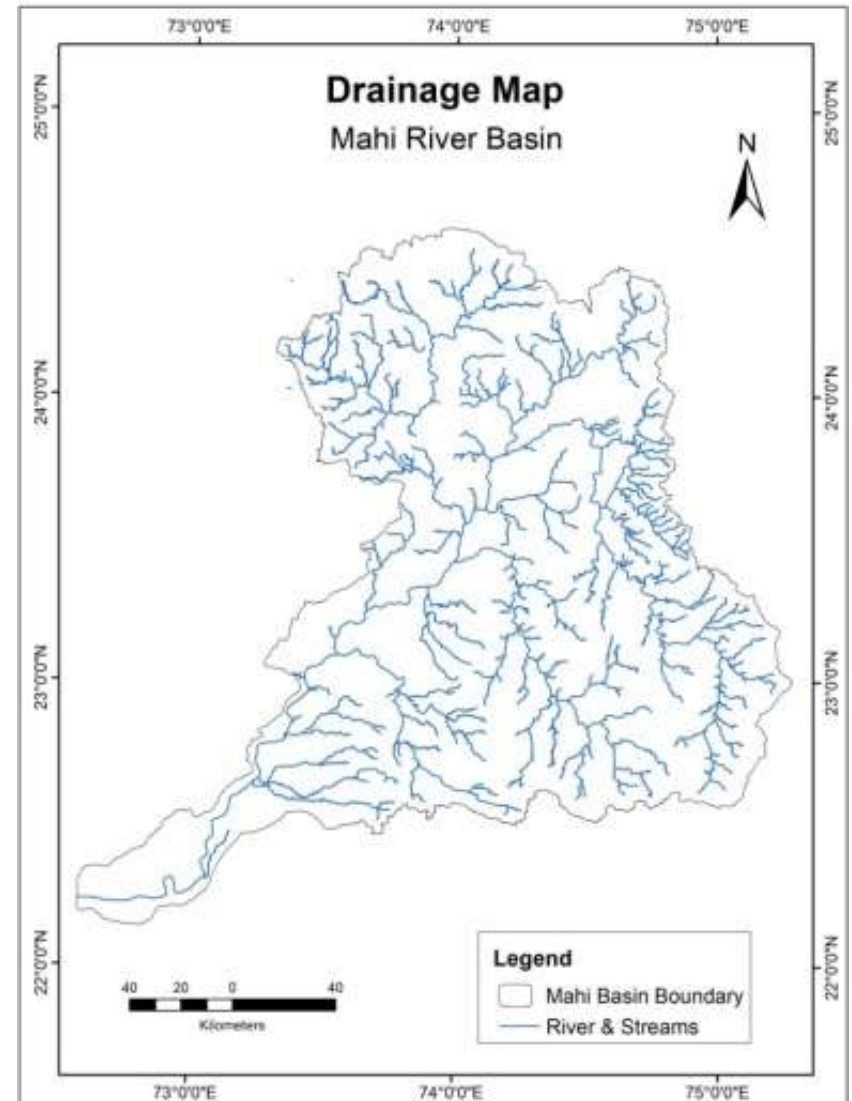 73°0'0"E 74°0'0"E 75°0'0"E
Drainage Map
Mahi River Basin
N
25°0'0"N 25°0'0"N
24°0'0"N 24°0'0"N
23°0'0"N 23°0'0"N
22°0'0"N 22°0'0"N
40 20 0 40
Kilometers
Legend
Mahi Basin Boundary
River & Streams
73°0'0"E 74°0'0"E 75°0'0"E